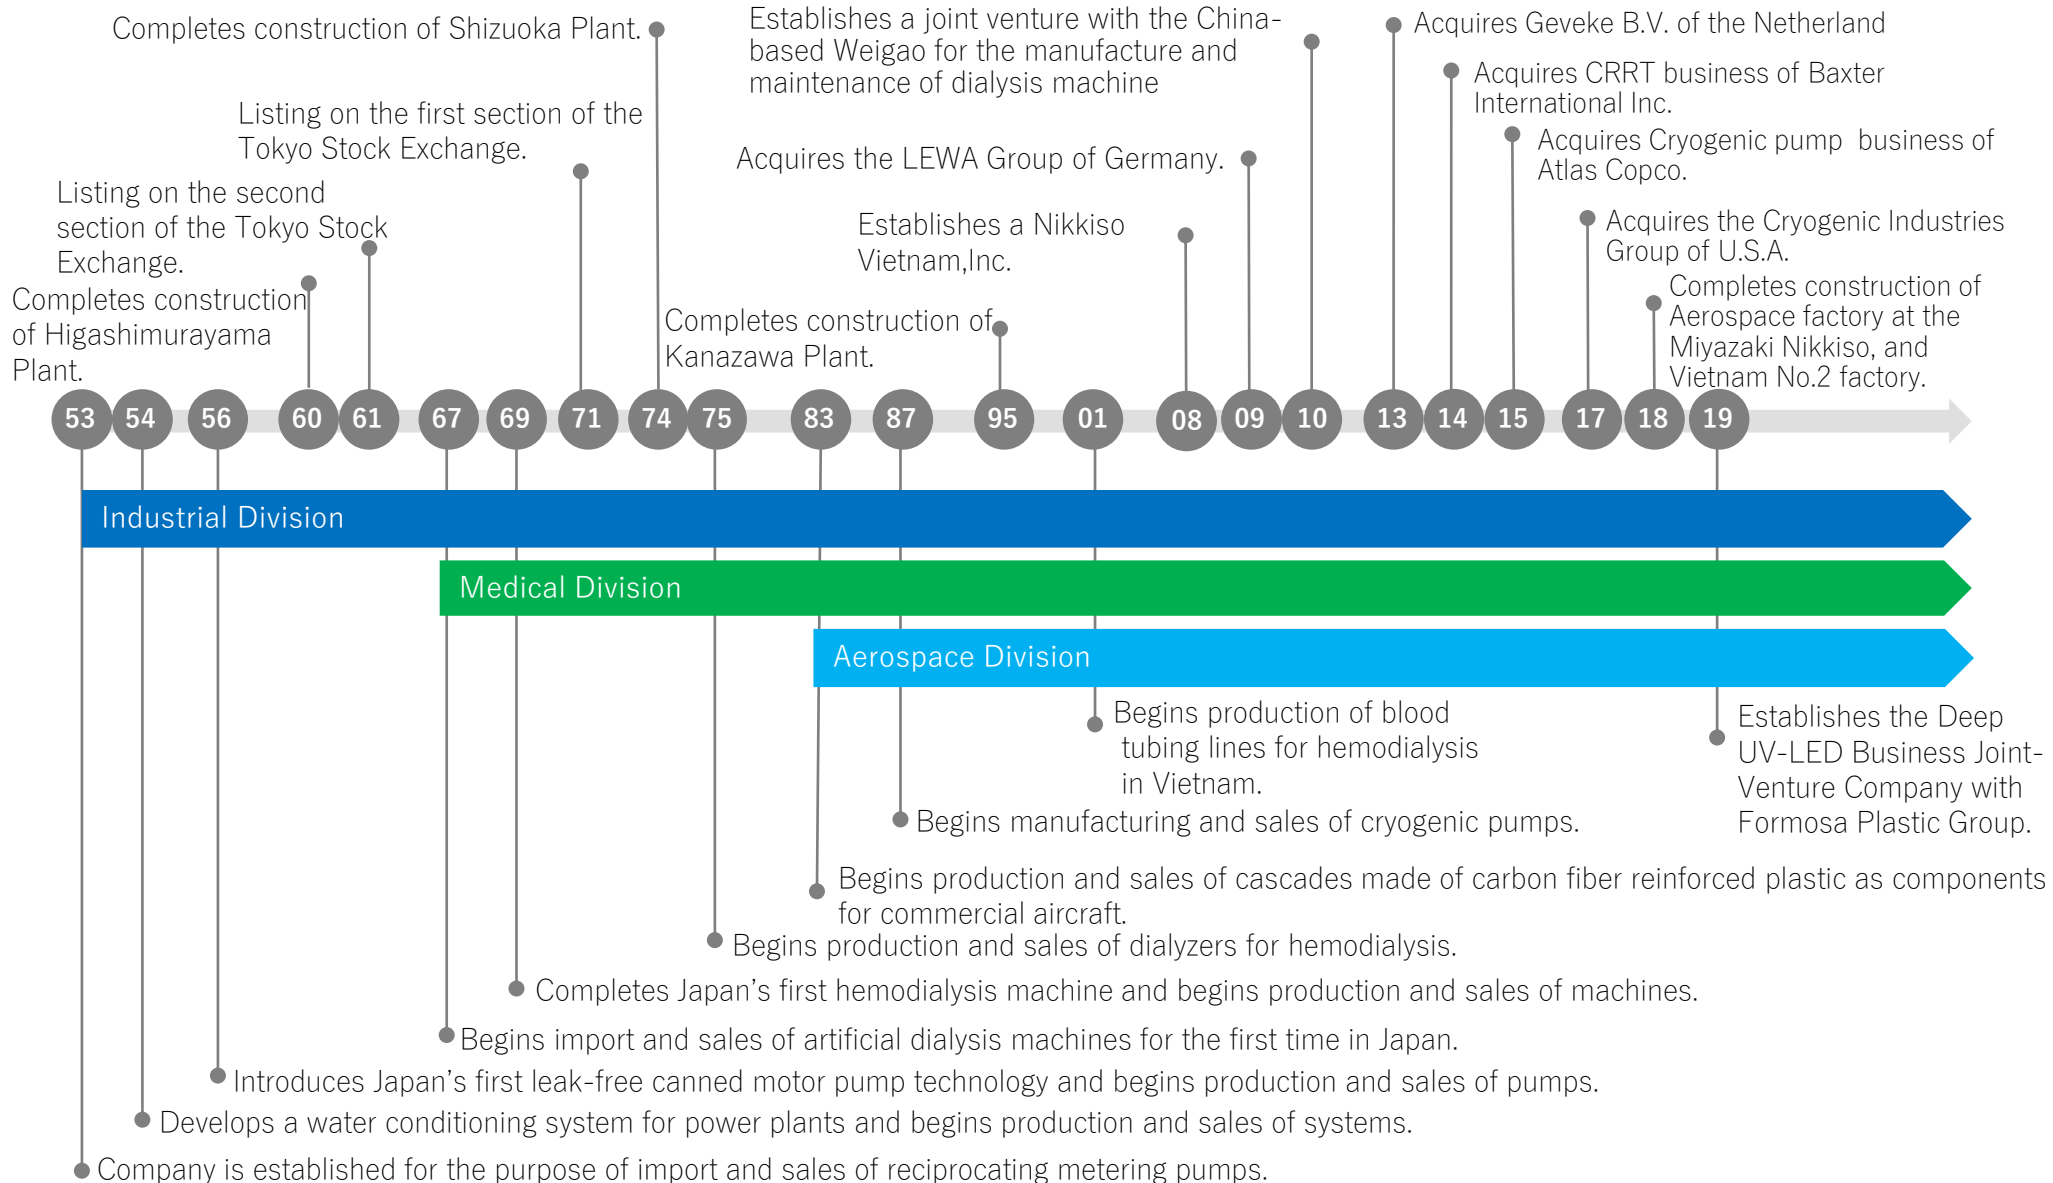 Completes construction of Shizuoka Plant.
Listing on the first section of the
Tokyo Stock Exchange.
Listing on the second
section of the Tokyo Stock
Exchange.
Completes construction
of Higashimurayama
Plant.
Establishes a joint venture with the China-
based Weigao for the manufacture and
maintenance of dialysis machine
Acquires the LEWA Group of Germany.
Establishes a Nikkiso
Vietnam,Inc.
Completes construction of
Kanazawa Plant.
Acquires Geveke B.V. of the Netherland
Acquires CRRT business of Baxter
International Inc.
Acquires Cryogenic pump business of
Atlas Copco.
Acquires the Cryogenic Industries
Group of U.S.A.
Completes construction of
Aerospace factory at the
Miyazaki Nikkiso, and
Vietnam No.2 factory.
53 54 56 60 61 67 69 71 74 75 83 87 95 01 08 09 10 13 14 15 17 18 19
Industrial Division
Medical Division
Aerospace Division
Begins production of blood
tubing lines for hemodialysis
in Vietnam.
Establishes the Deep
UV-LED Business Joint-
Venture Company with
Formosa Plastic Group.
Begins manufacturing and sales of cryogenic pumps.
Begins production and sales of cascades made of carbon fiber reinforced plastic as components
for commercial aircraft.
Begins production and sales of dialyzers for hemodialysis.
Completes Japan's first hemodialysis machine and begins production and sales of machines.
Begins import and sales of artificial dialysis machines for the first time in Japan.
Introduces Japan's first leak-free canned motor pump technology and begins production and sales of pumps.
Develops a water conditioning system for power plants and begins production and sales of systems.
Company is established for the purpose of import and sales of reciprocating metering pumps.